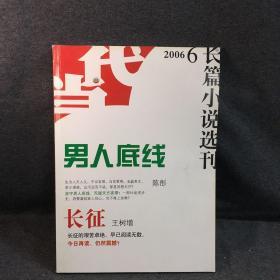 当代
2006 6
长篇小说选刊
男人底线
陈彤
长征 王树增
长征的艰苦卓绝，早已阅读无数，
今日再读，仍然震撼！